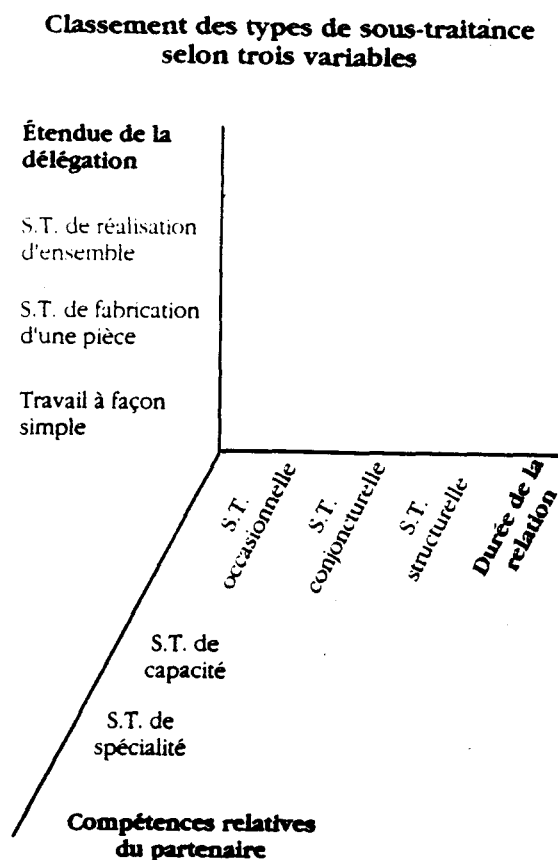 Classement des types de sous-traitance
selon trois variables
Étendue de la
délégation
S.T. de réalisation
d'ensemble
S.T. de fabrication
d'une pièce
Travail à façon
simple
S.T.
occasionnelle
S.T.
conjoncturelle
S.T.
structurelle
Durée de la
relation
S.T. de
capacité
S.T. de
spécialité
Compétences relatives
du partenaire